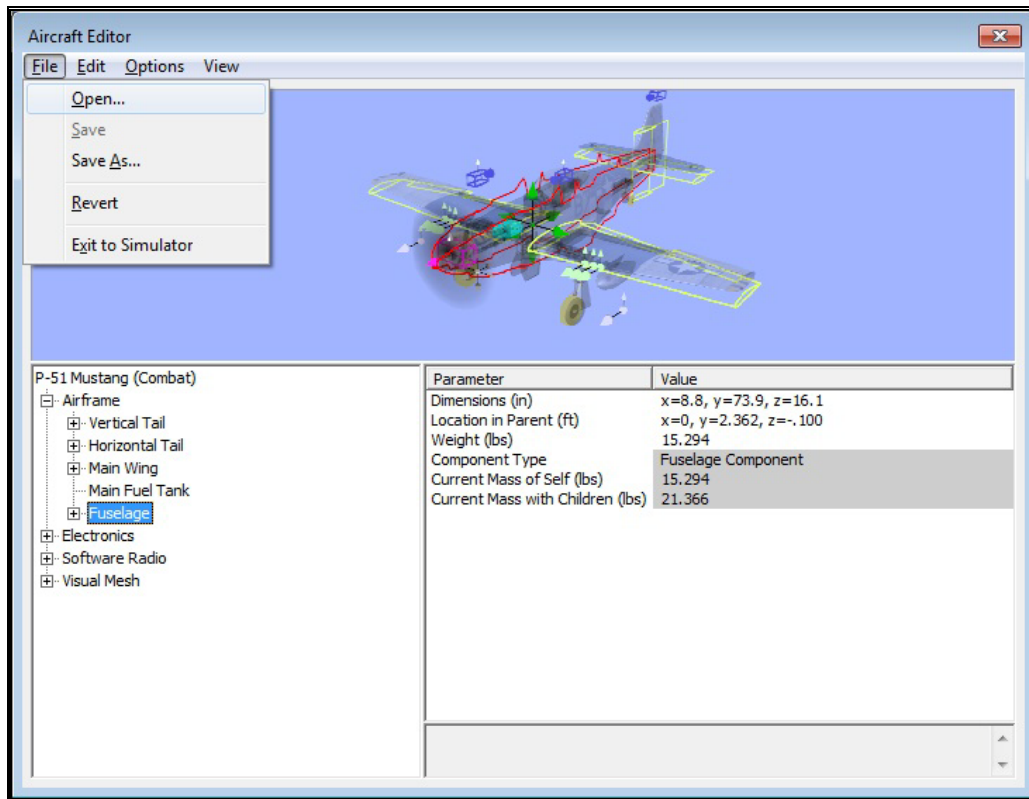 Aircraft Editor
File Edit Options View
Open...
Save
Save As...
Revert
Exit to Simulator
P-51 Mustang (Combat)
Airframe
Vertical Tail
Horizontal Tail
Main Wing
Main Fuel Tank
Fuselage
Electronics
Software Radio
Visual Mesh
Parameter Value
Dimensions (in) x=8.8, y=73.9, z=16.1
Location in Parent (ft) x=0, y=2.362, z=-.100
Weight (lbs) 15.294
Component Type Fuselage Component
Current Mass of Self (lbs) 15.294
Current Mass with Children (lbs) 21.366